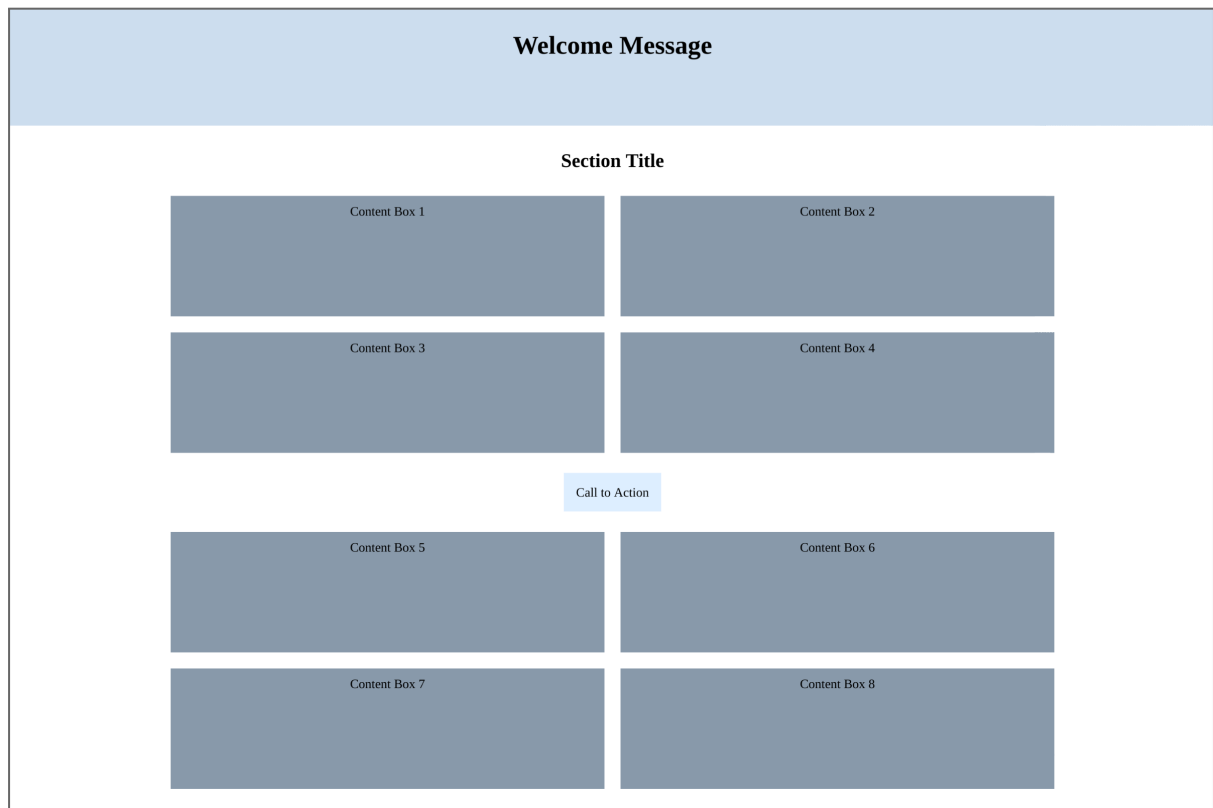 Welcome Message
Section Title
Content Box 1
Content Box 2
Content Box 3
Content Box 4
Call to Action
Content Box 5
Content Box 6
Content Box 7
Content Box 8